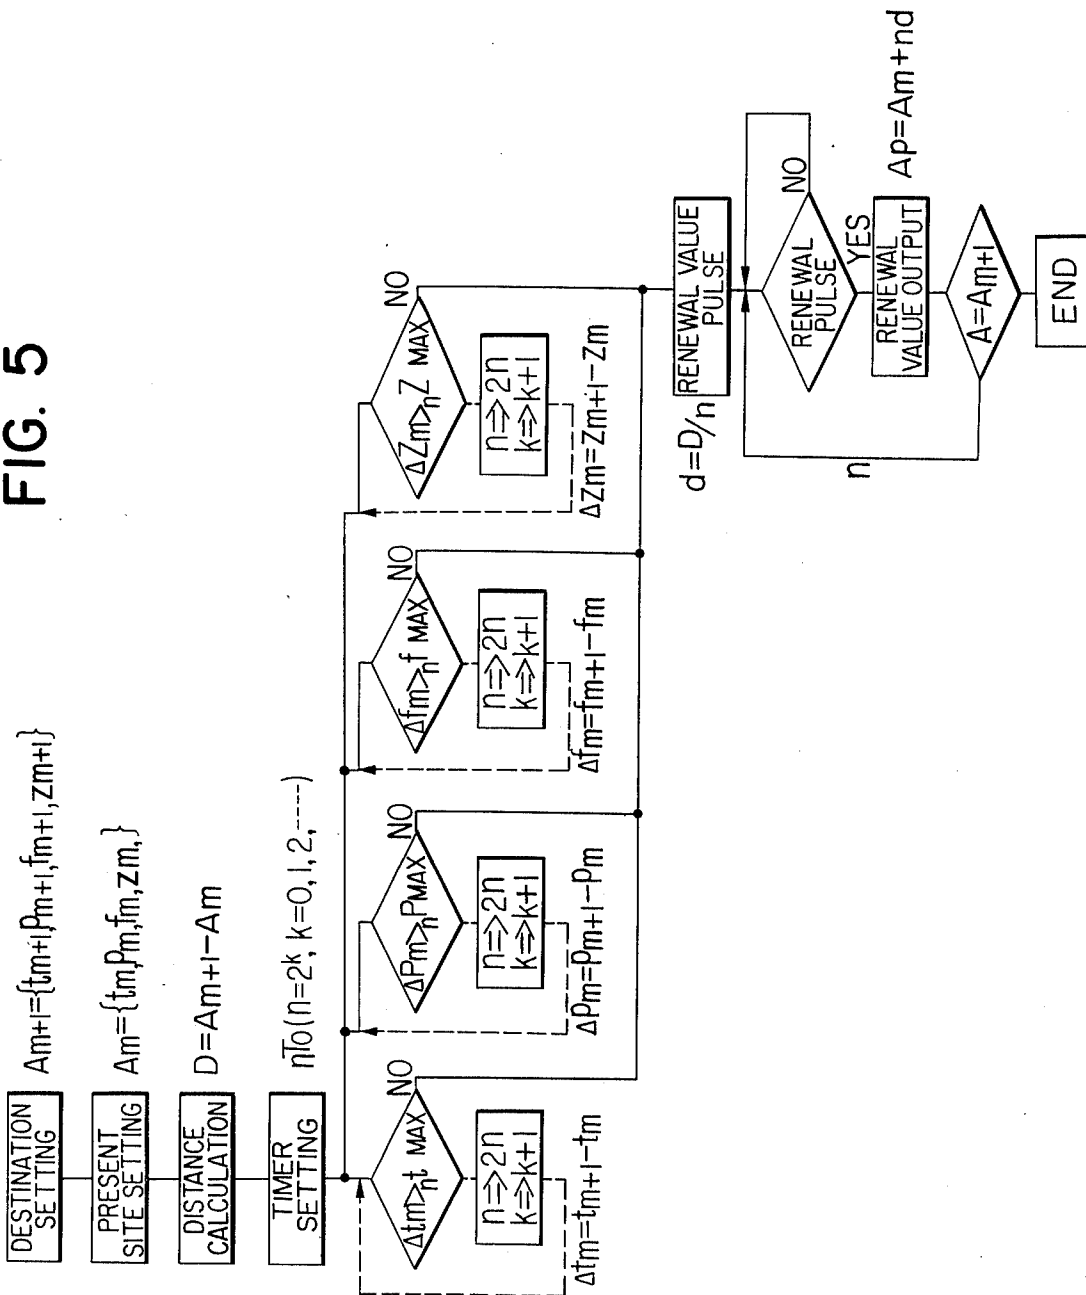 FIG. 5
DESTINATION
SETTING
Am+1={tm+1,Pm+1,fm+1,Zm+1}
PRESENT
SITE SETTING
Am={tm,Pm,fm,Zm,}
DISTANCE
CALCULATION
D=Am+1-Am
TIMER
SETTING
nTo(n=2^k, k=0,1,2,-----)
Δtm>nt MAX
NO
n⇒2n
k⇒k+1
Δtm=tm+1-tm
ΔPm>nPMAX
NO
n⇒2n
k⇒k+1
ΔPm=Pm+1-Pm
Δfm>nf MAX
NO
n⇒2n
k⇒k+1
Δfm=fm+1-fm
ΔZm>nZ MAX
NO
n⇒2n
k⇒k+1
ΔZm=Zm+1-Zm
d=D/n
RENEWAL VALUE
PULSE
RENEWAL
PULSE
NO
YES
RENEWAL
VALUE OUTPUT
Ap=Am+nd
n
A=Am+1
END